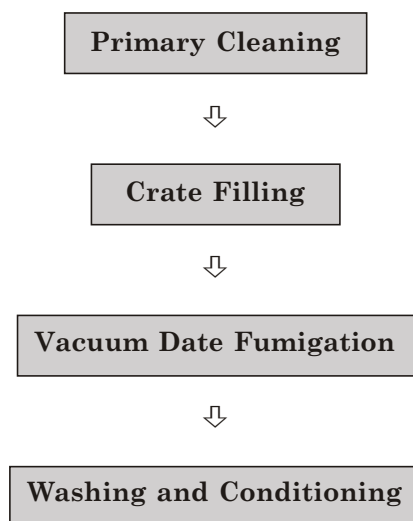 Primary Cleaning
Crate Filling
Vacuum Date Fumigation
Washing and Conditioning